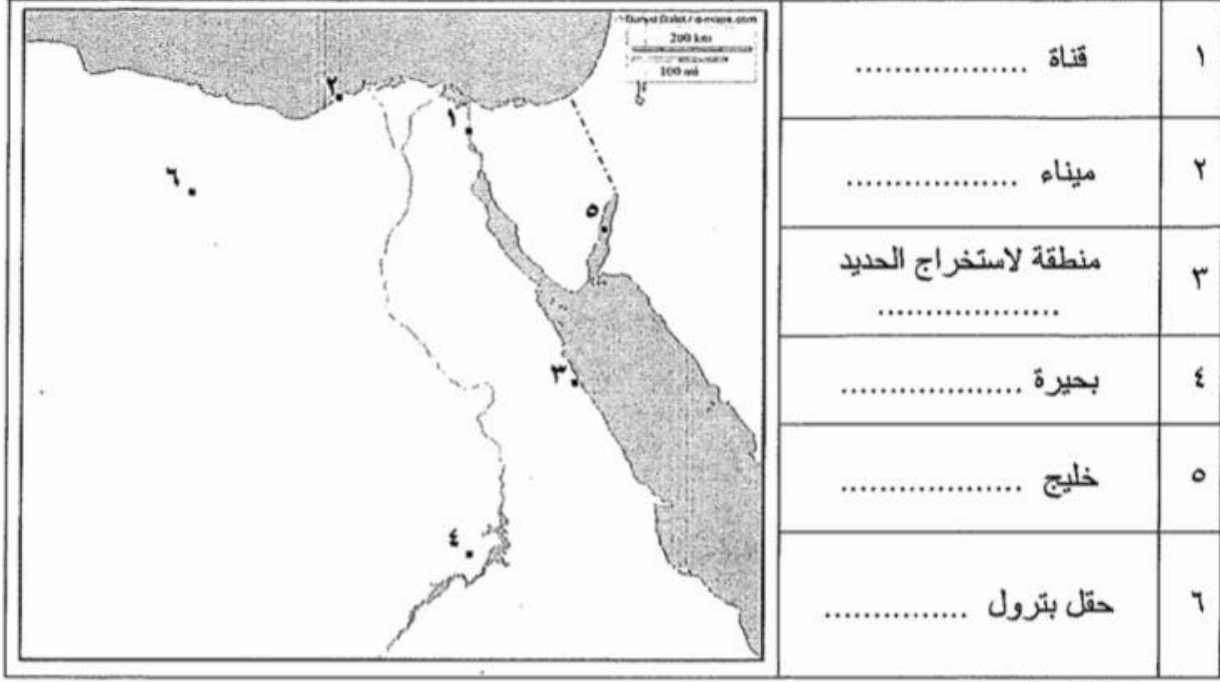 200 km
100 mi
٢
١
٦
٥
٣
٤
١ قناة ..................
٢ ميناء ..................
٣ منطقة لاستخراج الحديد
...................
٤ بحيرة ...................
٥ خليج ...................
٦ حقل بترول ...............